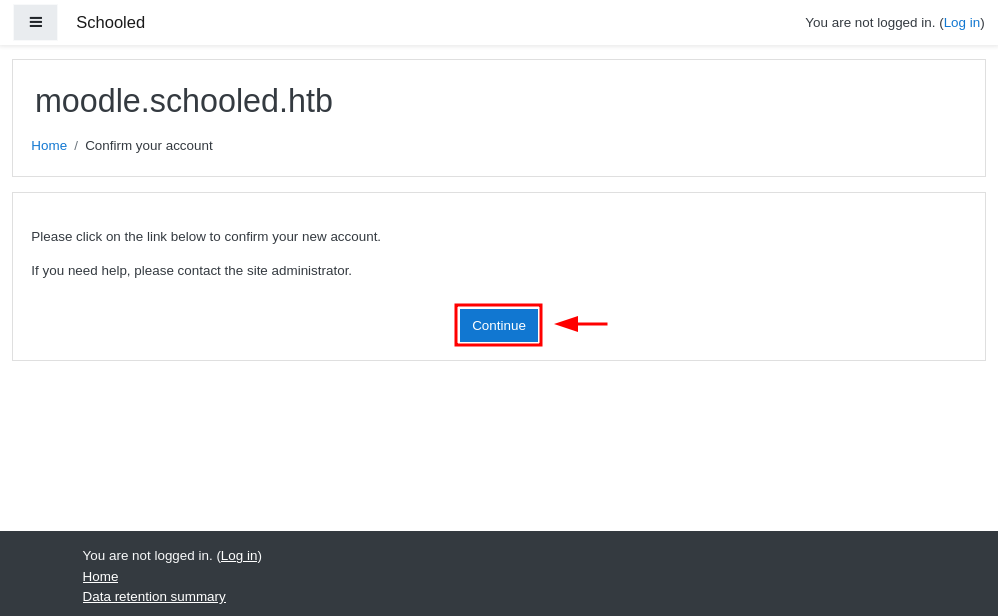 Schooled
You are not logged in. (Log in)
moodle.schooled.htb
Home / Confirm your account
Please click on the link below to confirm your new account.
If you need help, please contact the site administrator.
Continue
You are not logged in. (Log in)
Home
Data retention summary